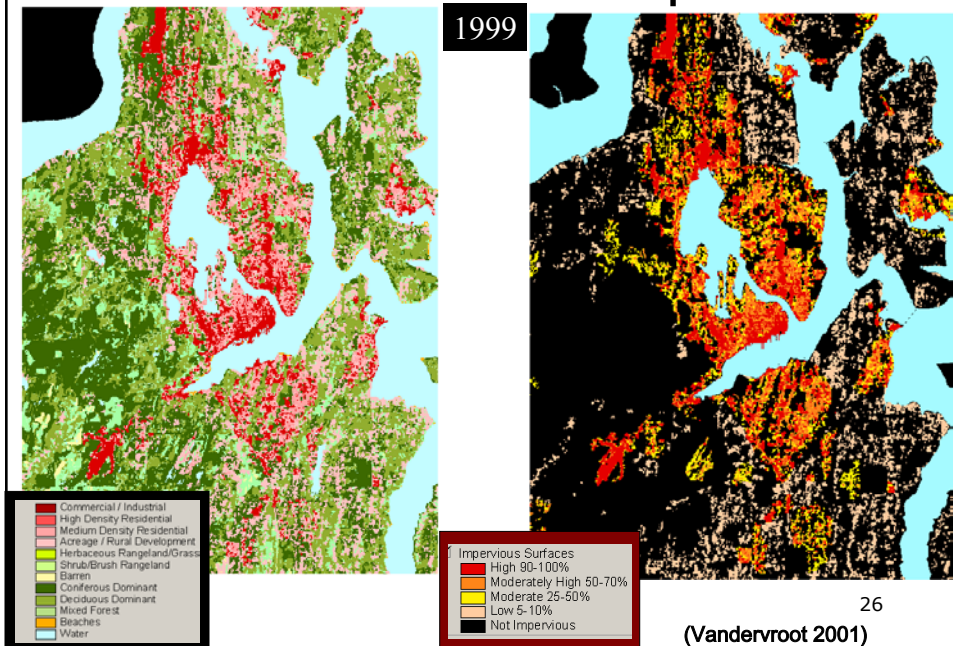 1999
Commercial / Industrial
High Density Residential
Medium Density Residential
Acreage / Rural Development
Herbaceous Rangeland/Grass
Shrub/Brush Rangeland
Barren
Coniferous Dominant
Deciduous Dominant
Mixed Forest
Beaches
Water
Impervious Surfaces
High 90-100%
Moderately High 50-70%
Moderate 25-50%
Low 5-10%
Not Impervious
26
(Vandervroot 2001)